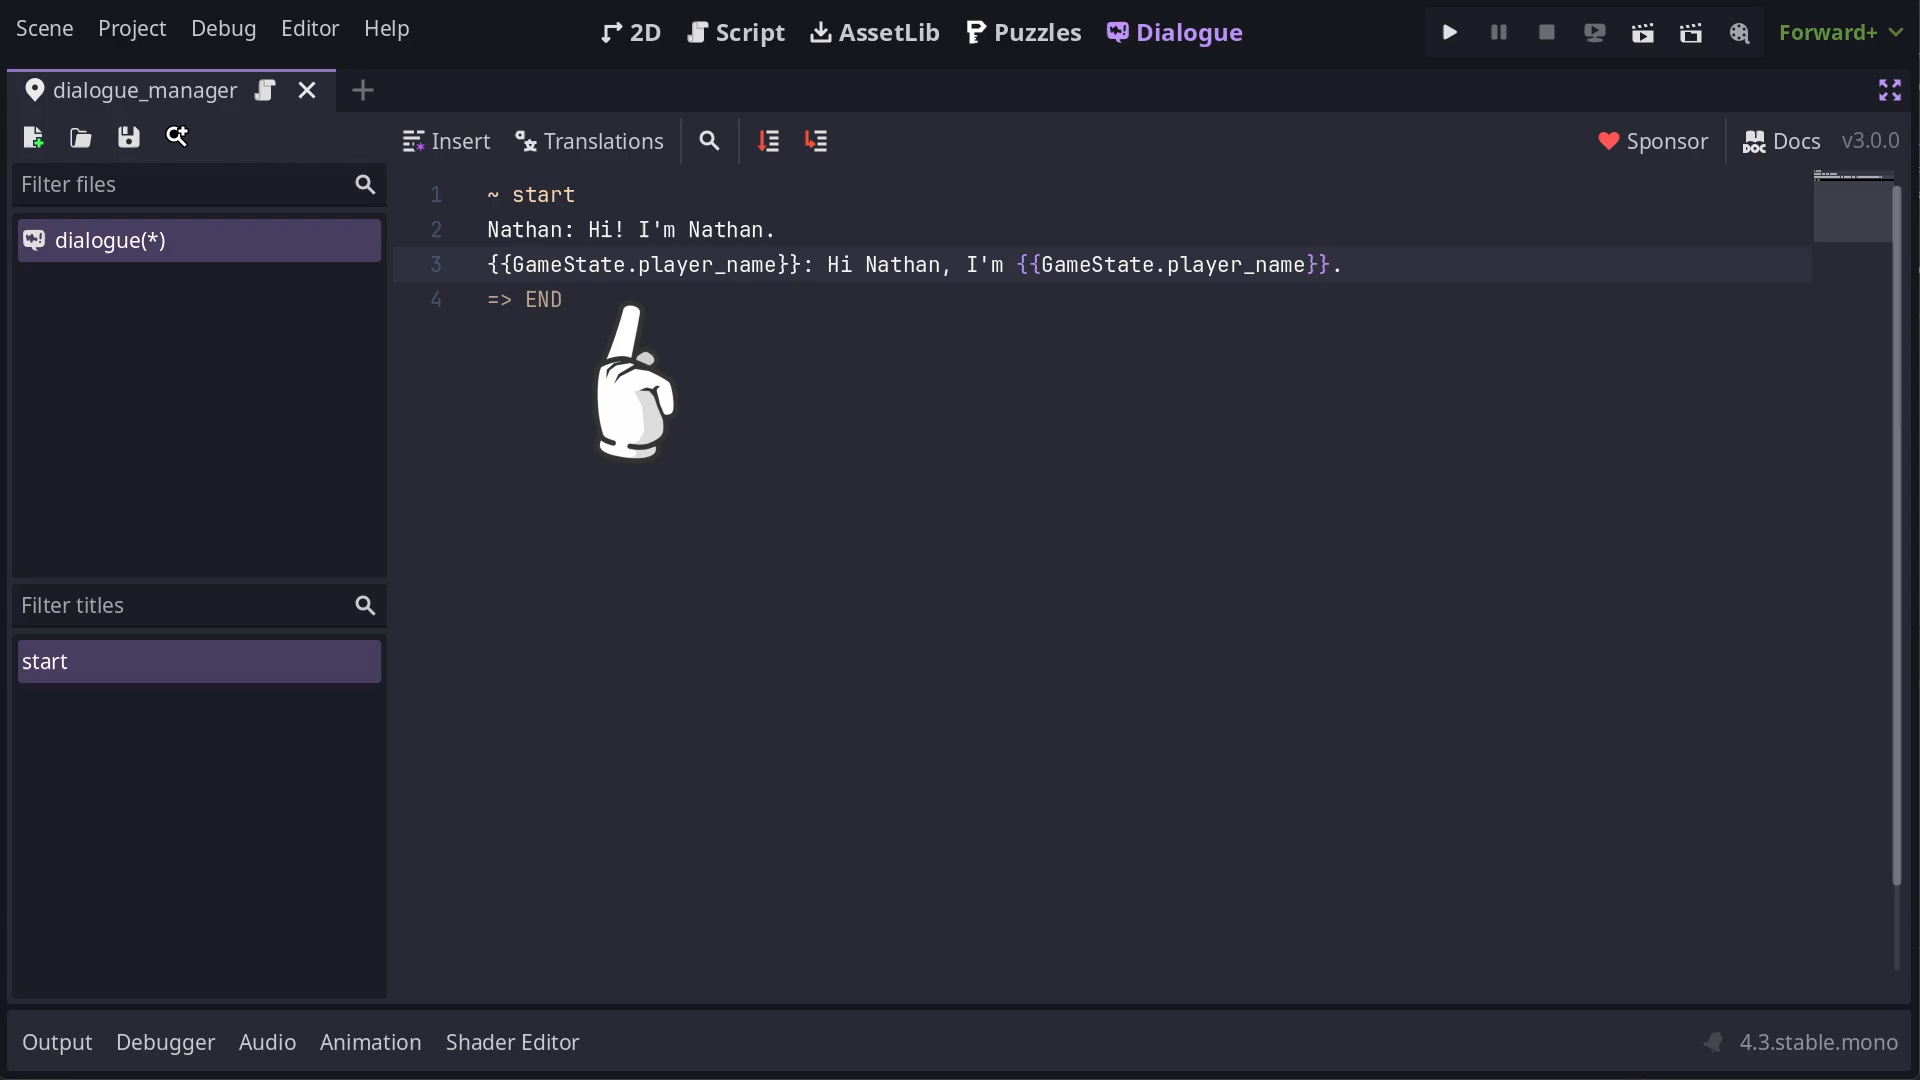 Scene Project Debug Editor Help 2D Script AssetLib Puzzles Dialogue Forward+
dialogue_manager
Insert Translations Sponsor DOC Docs v3.0.0
Filter files
dialogue(*)
1 ~ start
2 Nathan: Hi! I'm Nathan.
3 {{GameState.player_name}}: Hi Nathan, I'm {{GameState.player_name}}.
4 => END
Filter titles
start
Output Debugger Audio Animation Shader Editor 4.3.stable.mono